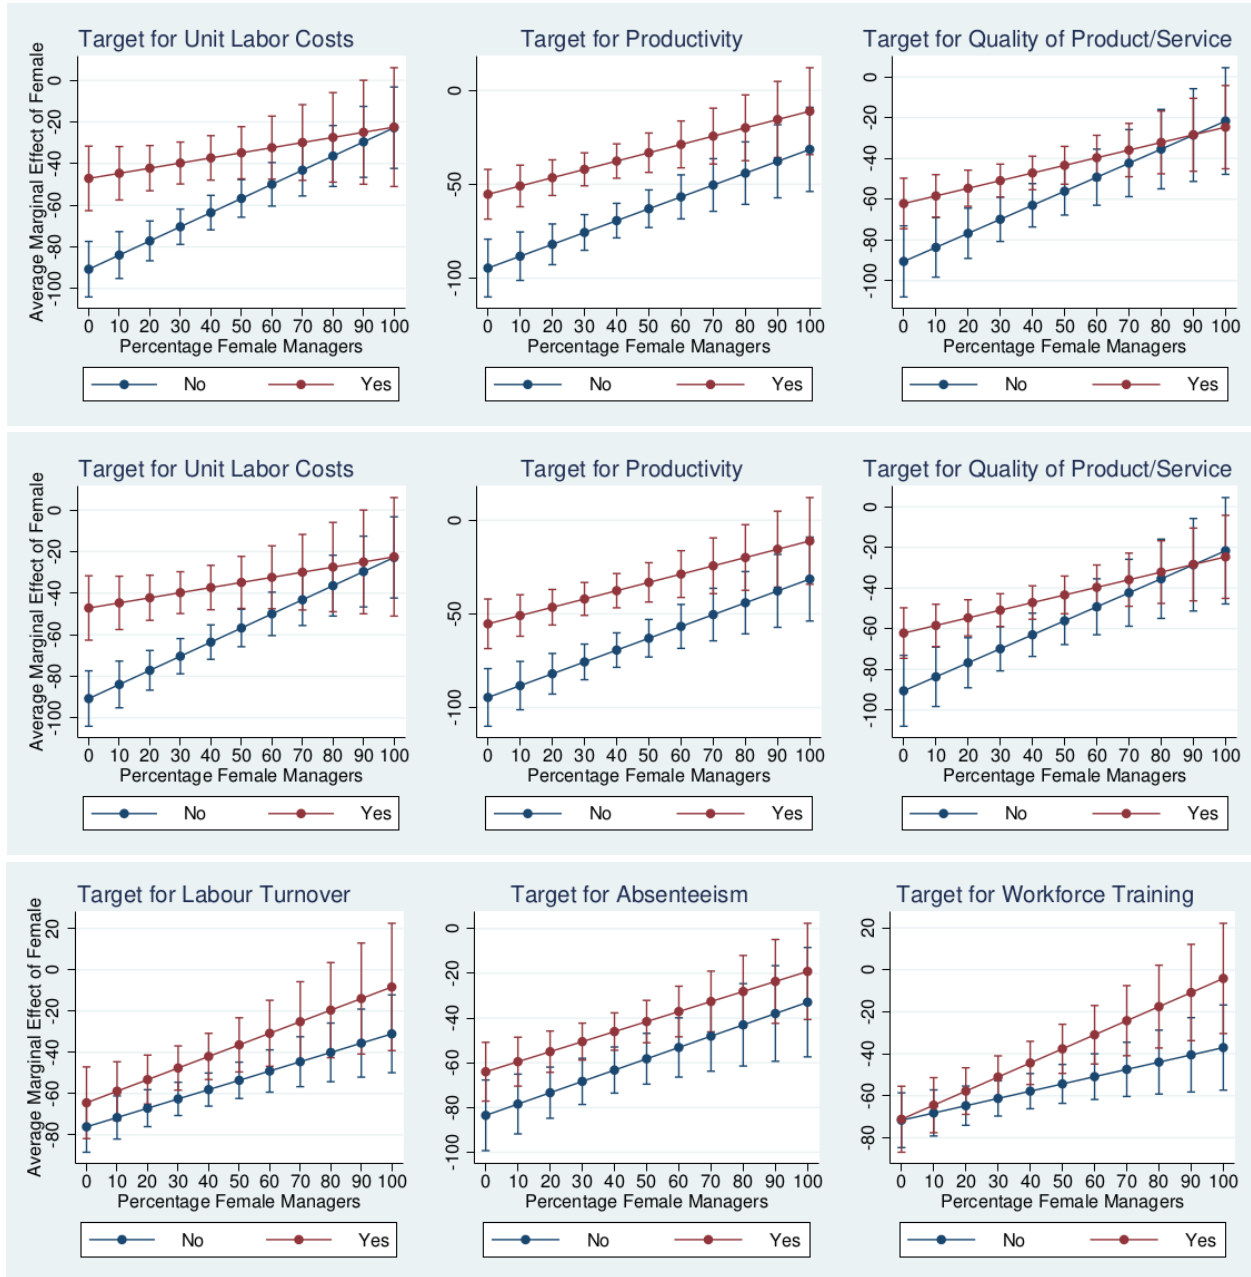 Target for Unit Labor Costs
Average Marginal Effect of Female
0
-20
-40
-60
-80
-100
0 10 20 30 40 50 60 70 80 90 100
Percentage Female Managers
No Yes
Target for Productivity
0
-50
-100
0 10 20 30 40 50 60 70 80 90 100
Percentage Female Managers
No Yes
Target for Quality of Product/Service
0
-20
-40
-60
-80
-100
0 10 20 30 40 50 60 70 80 90 100
Percentage Female Managers
No Yes
Target for Unit Labor Costs
Average Marginal Effect of Female
0
-20
-40
-60
-80
-100
0 10 20 30 40 50 60 70 80 90 100
Percentage Female Managers
No Yes
Target for Productivity
0
-50
-100
0 10 20 30 40 50 60 70 80 90 100
Percentage Female Managers
No Yes
Target for Quality of Product/Service
0
-20
-40
-60
-80
-100
0 10 20 30 40 50 60 70 80 90 100
Percentage Female Managers
No Yes
Target for Labour Turnover
Average Marginal Effect of Female
20
0
-20
-40
-60
-80
0 10 20 30 40 50 60 70 80 90 100
Percentage Female Managers
No Yes
Target for Absenteeism
0
-20
-40
-60
-80
-100
0 10 20 30 40 50 60 70 80 90 100
Percentage Female Managers
No Yes
Target for Workforce Training
20
0
-20
-40
-60
-80
0 10 20 30 40 50 60 70 80 90 100
Percentage Female Managers
No Yes